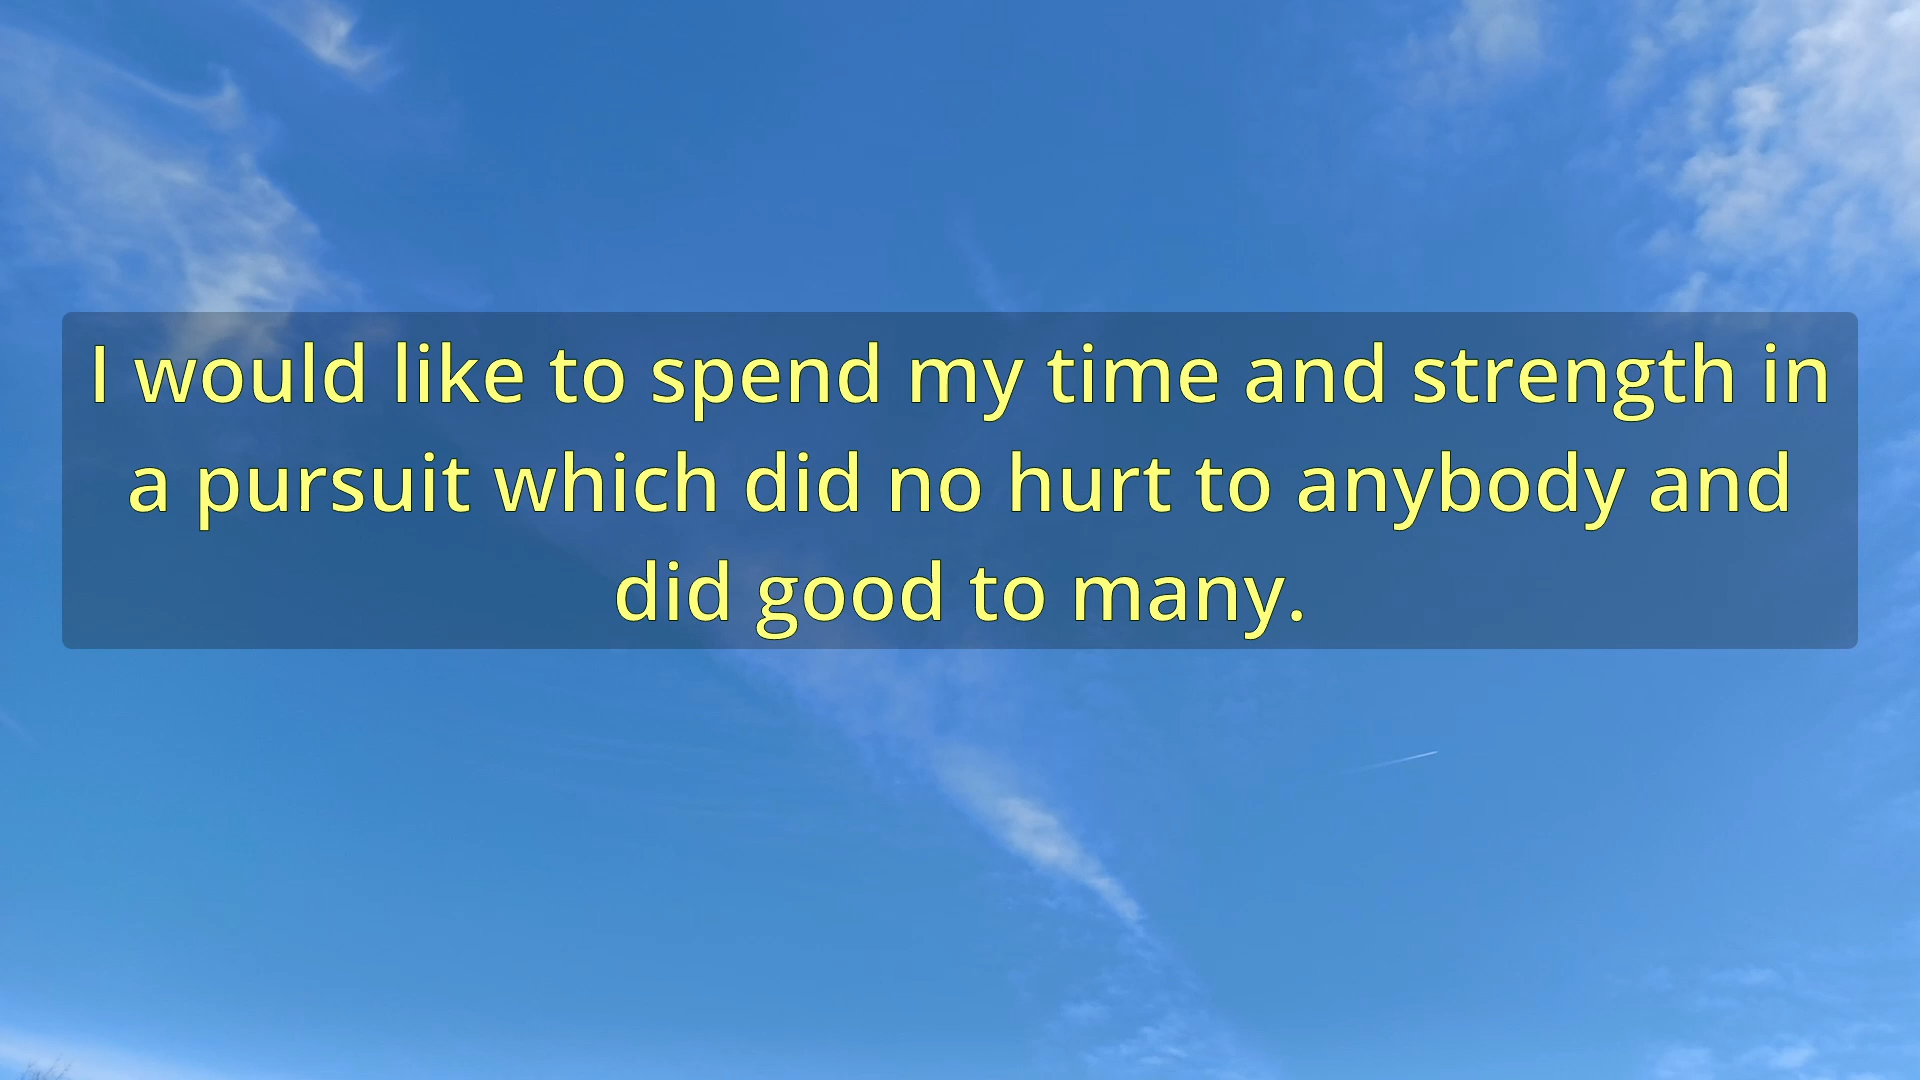 I would like to spend my time and strength in
a pursuit which did no hurt to anybody and
did good to many.